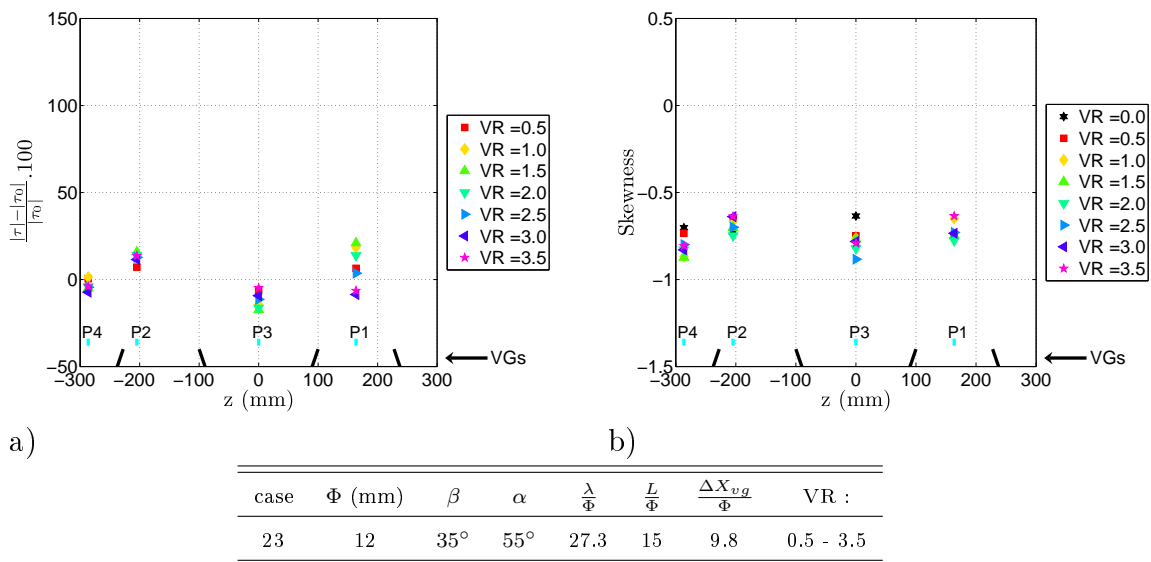 150
100
50
0
−50
−300 −200 −100 0 100 200 300
z (mm)
|τ|−|τ₀| / |τ₀| .100
P4 P2 P3 P1
VGs
VR =0.5
VR =1.0
VR =1.5
VR =2.0
VR =2.5
VR =3.0
VR =3.5
a)
0.5
0
−0.5
−1
−1.5
−300 −200 −100 0 100 200 300
z (mm)
Skewness
P4 P2 P3 P1
VGs
VR =0.0
VR =0.5
VR =1.0
VR =1.5
VR =2.0
VR =2.5
VR =3.0
VR =3.5
b)
case Φ (mm) β α λ/Φ L/Φ ΔX_vg/Φ VR :
23 12 35° 55° 27.3 15 9.8 0.5 - 3.5